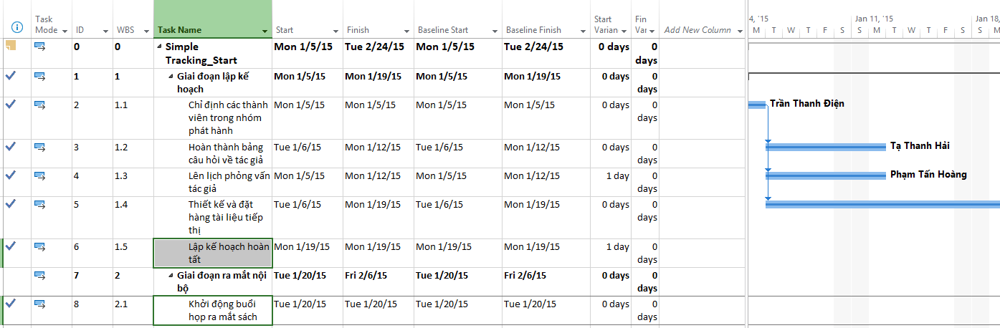 Task Mode ID WBS Task Name Start Finish Baseline Start Baseline Finish Start Varian Fin Var Add New Column
4, '15 Jan 11, '15 Jan 18,
M T W T F S S M T W T F S S M
0 0 Simple Tracking_Start Mon 1/5/15 Tue 2/24/15 Mon 1/5/15 Tue 2/24/15 0 days 0 days
1 1 Giai đoạn lập kế hoạch Mon 1/5/15 Mon 1/19/15 Mon 1/5/15 Mon 1/19/15 0 days 0 days
2 1.1 Chỉ định các thành viên trong nhóm phát hành Mon 1/5/15 Mon 1/5/15 Mon 1/5/15 Mon 1/5/15 0 days 0 days Trần Thanh Điện
3 1.2 Hoàn thành bảng câu hỏi về tác giả Tue 1/6/15 Mon 1/12/15 Tue 1/6/15 Mon 1/12/15 0 days 0 days Tạ Thanh Hải
4 1.3 Lên lịch phỏng vấn tác giả Mon 1/5/15 Mon 1/12/15 Mon 1/5/15 Mon 1/12/15 1 day 0 days Phạm Tấn Hoàng
5 1.4 Thiết kế và đặt hàng tài liệu tiếp thị Tue 1/6/15 Mon 1/19/15 Tue 1/6/15 Mon 1/19/15 0 days 0 days
6 1.5 Lập kế hoạch hoàn tất Mon 1/19/15 Mon 1/19/15 Mon 1/19/15 Mon 1/19/15 1 day 0 days
7 2 Giai đoạn ra mắt nội bộ Tue 1/20/15 Fri 2/6/15 Tue 1/20/15 Fri 2/6/15 0 days 0 days
8 2.1 Khởi động buổi họp ra mắt sách Tue 1/20/15 Tue 1/20/15 Tue 1/20/15 Tue 1/20/15 0 days 0 days